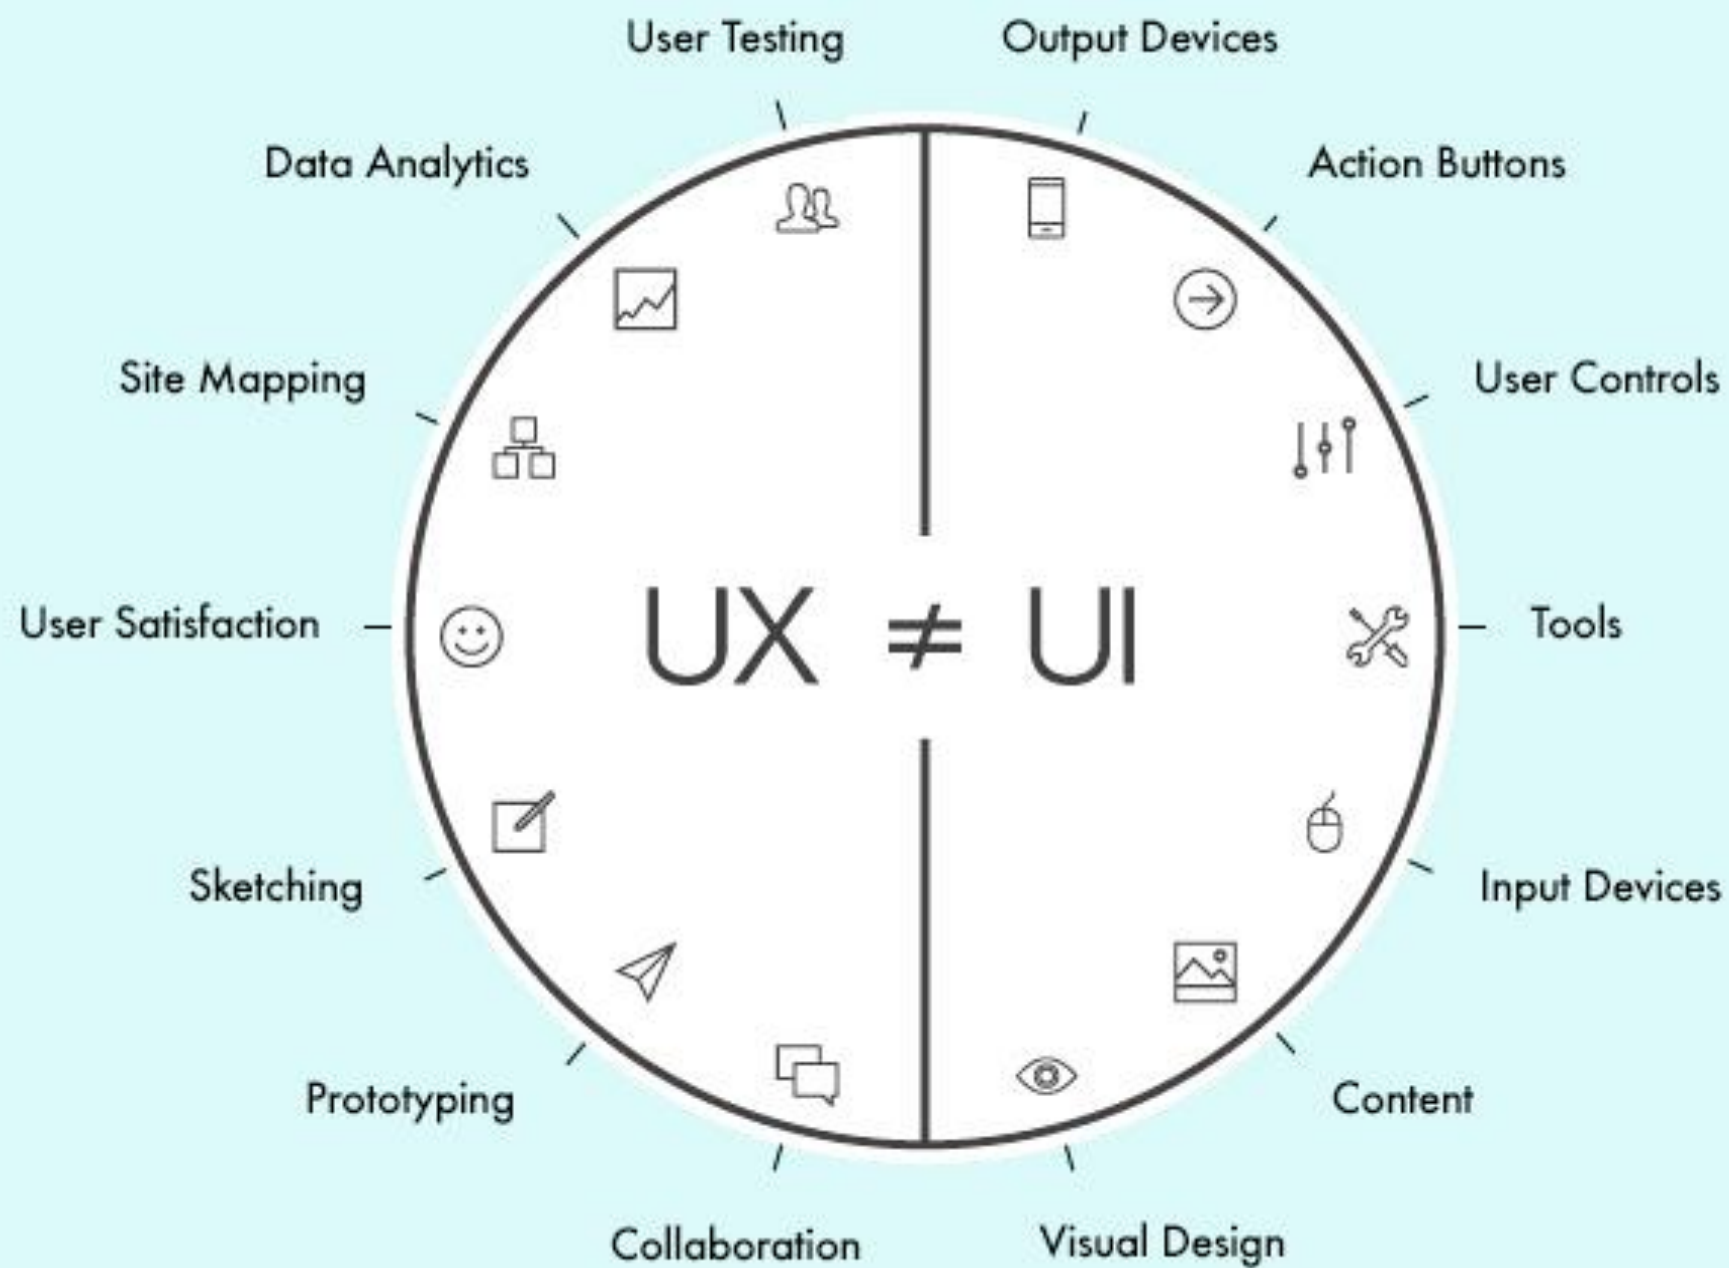 User Testing
Output Devices
Data Analytics
Action Buttons
Site Mapping
User Controls
User Satisfaction
UX ≠ UI
Tools
Sketching
Input Devices
Prototyping
Content
Collaboration
Visual Design